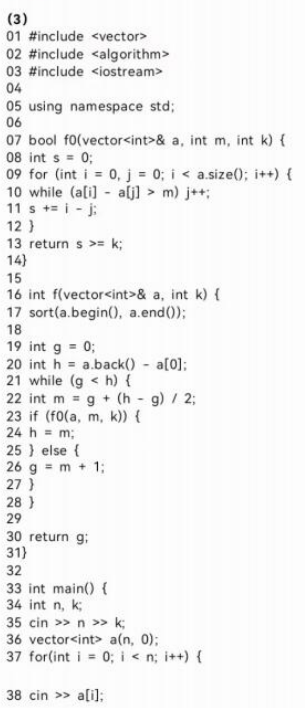 (3)
01 #include <vector>
02 #include <algorithm>
03 #include <iostream>
04
05 using namespace std;
06
07 bool f0(vector<int>& a, int m, int k) {
08 int s = 0;
09 for (int i = 0, j = 0; i < a.size(); i++) {
10 while (a[i] - a[j] > m) j++;
11 s += i - j;
12 }
13 return s >= k;
14}
15
16 int f(vector<int>& a, int k) {
17 sort(a.begin(), a.end());
18
19 int g = 0;
20 int h = a.back() - a[0];
21 while (g < h) {
22 int m = g + (h - g) / 2;
23 if (f0(a, m, k)) {
24 h = m;
25 } else {
26 g = m + 1;
27 }
28 }
29
30 return g;
31}
32
33 int main() {
34 int n, k;
35 cin >> n >> k;
36 vector<int> a(n, 0);
37 for(int i = 0; i < n; i++) {
38 cin >> a[i];